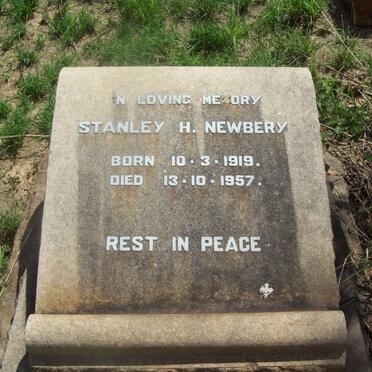 IN LOVING MEMORY
STANLEY H. NEWBERY
BORN 10·3·1919.
DIED 13·10·1957.
REST IN PEACE